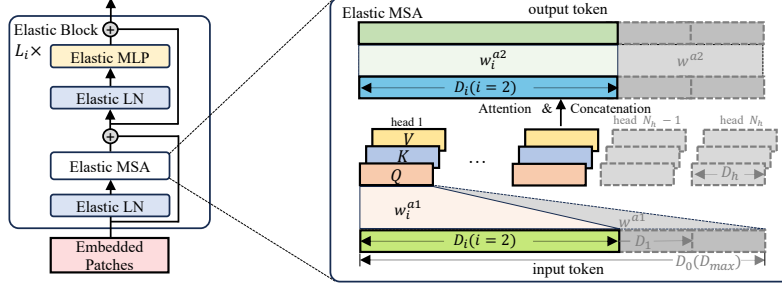 Elastic Block
L_i×
Elastic MLP
Elastic LN
Elastic MSA
Elastic LN
Embedded
Patches
Elastic MSA
output token
w_i^{a2}
w^{a2}
D_i(i = 2)
Attention & Concatenation
head 1
head N_h − 1
head N_h
V
K
Q
...
D_h
w_i^{a1}
w^{a1}
D_i(i = 2)
D_1
D_0(D_{max})
input token